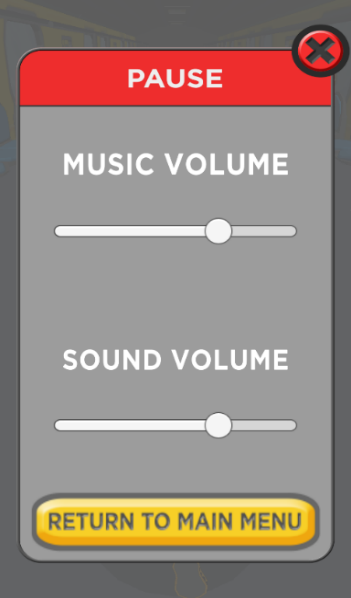 PAUSE
MUSIC VOLUME
SOUND VOLUME
RETURN TO MAIN MENU